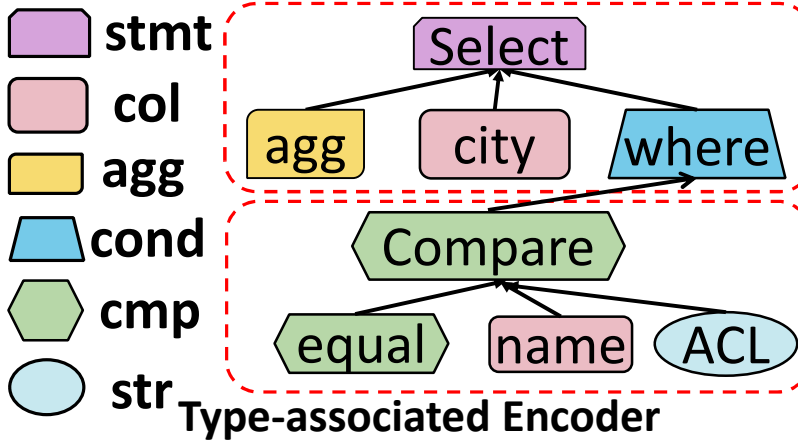 stmt
col
agg
cond
cmp
str
Select
agg city where
Compare
equal name ACL
Type-associated Encoder